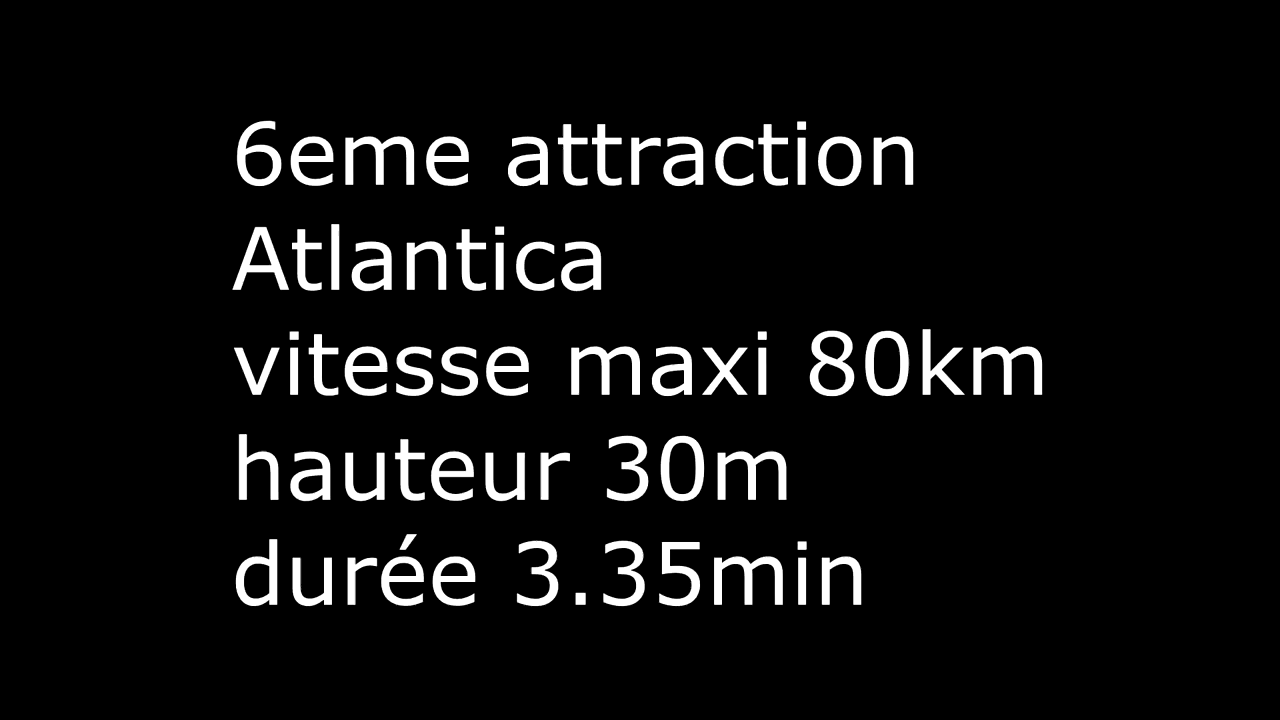 6eme attraction
Atlantica
vitesse maxi 80km
hauteur 30m
durée 3.35min